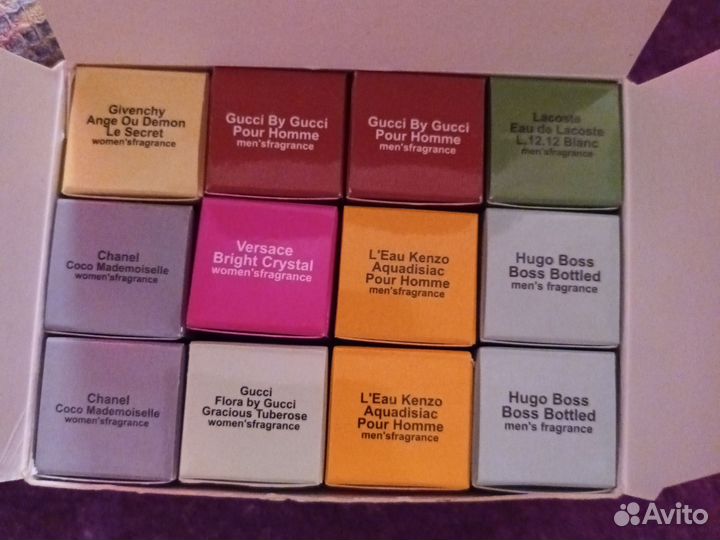 Givenchy
Ange Ou Demon
Le Secret
women'sfragrance
Gucci By Gucci
Pour Homme
men'sfragrance
Gucci By Gucci
Pour Homme
men'sfragrance
Lacoste
Eau de Lacoste
L.12.12 Blanc
men'sfragrance
Chanel
Coco Mademoiselle
women'sfragrance
Versace
Bright Crystal
women'sfragrance
L'Eau Kenzo
Aquadisiac
Pour Homme
men'sfragrance
Hugo Boss
Boss Bottled
men's fragrance
Chanel
Coco Mademoiselle
women'sfragrance
Gucci
Flora by Gucci
Gracious Tuberose
women'sfragrance
L'Eau Kenzo
Aquadisiac
Pour Homme
men'sfragrance
Hugo Boss
Boss Bottled
men's fragrance
Avito